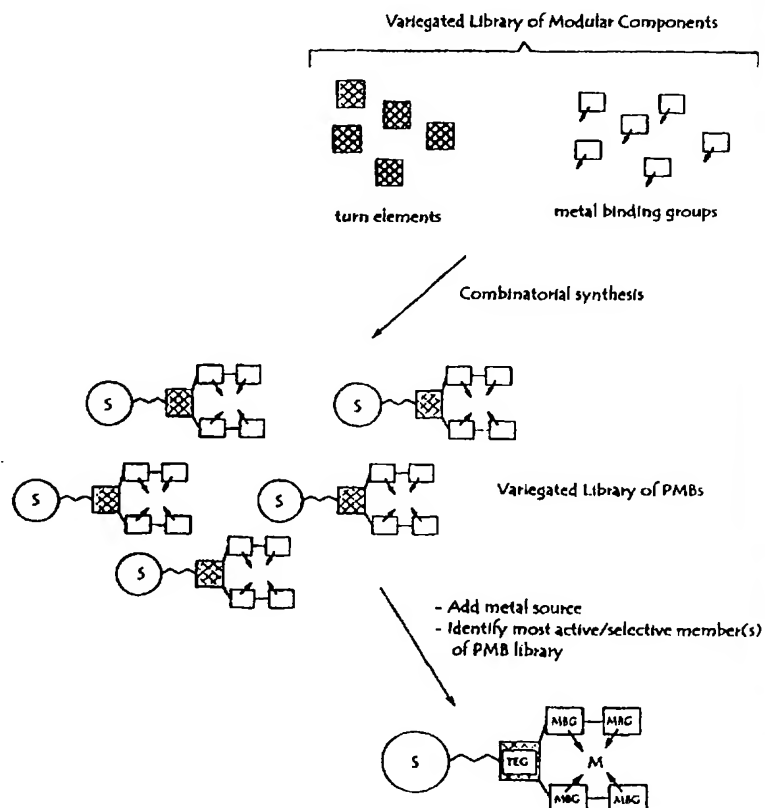 Variegated Library of Modular Components
turn elements
metal binding groups
Combinatorial synthesis
S
S
S
S
Variegated Library of PMBs
S
- Add metal source
- Identify most active/selective member(s)
of PMB library
MBG MBG
S TEG M
MBG MBG